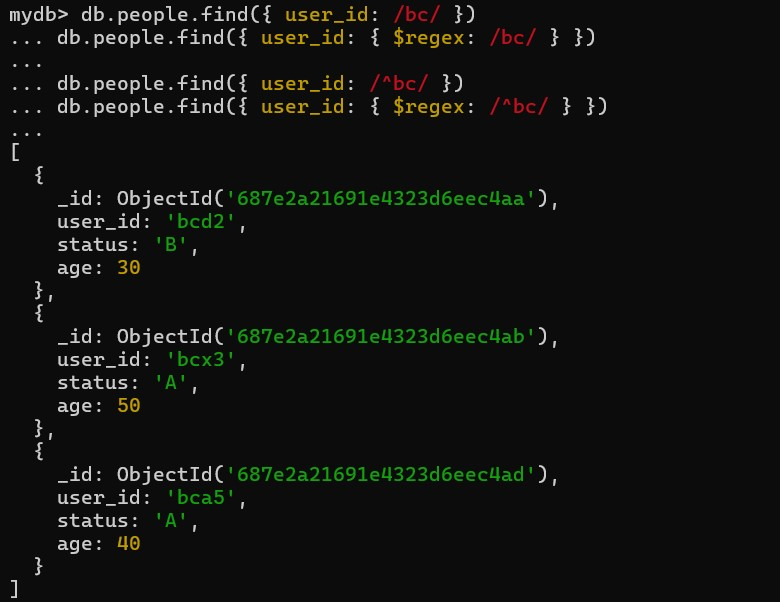 mydb> db.people.find({ user_id: /bc/ })
... db.people.find({ user_id: { $regex: /bc/ } })
...
... db.people.find({ user_id: /^bc/ })
... db.people.find({ user_id: { $regex: /^bc/ } })
...
[
  {
    _id: ObjectId('687e2a21691e4323d6eec4aa'),
    user_id: 'bcd2',
    status: 'B',
    age: 30
  },
  {
    _id: ObjectId('687e2a21691e4323d6eec4ab'),
    user_id: 'bcx3',
    status: 'A',
    age: 50
  },
  {
    _id: ObjectId('687e2a21691e4323d6eec4ad'),
    user_id: 'bca5',
    status: 'A',
    age: 40
  }
]